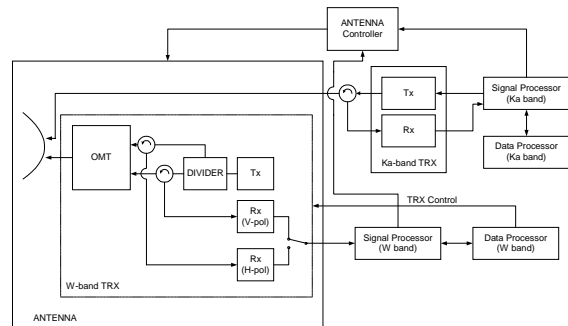 ANTENNA
Controller
Tx
Rx
Ka-band TRX
Signal Processor
(Ka band)
Data Processor
(Ka band)
OMT
DIVIDER
Tx
Rx
(V-pol)
Rx
(H-pol)
W-band TRX
ANTENNA
TRX Control
Signal Processor
(W band)
Data Processor
(W band)